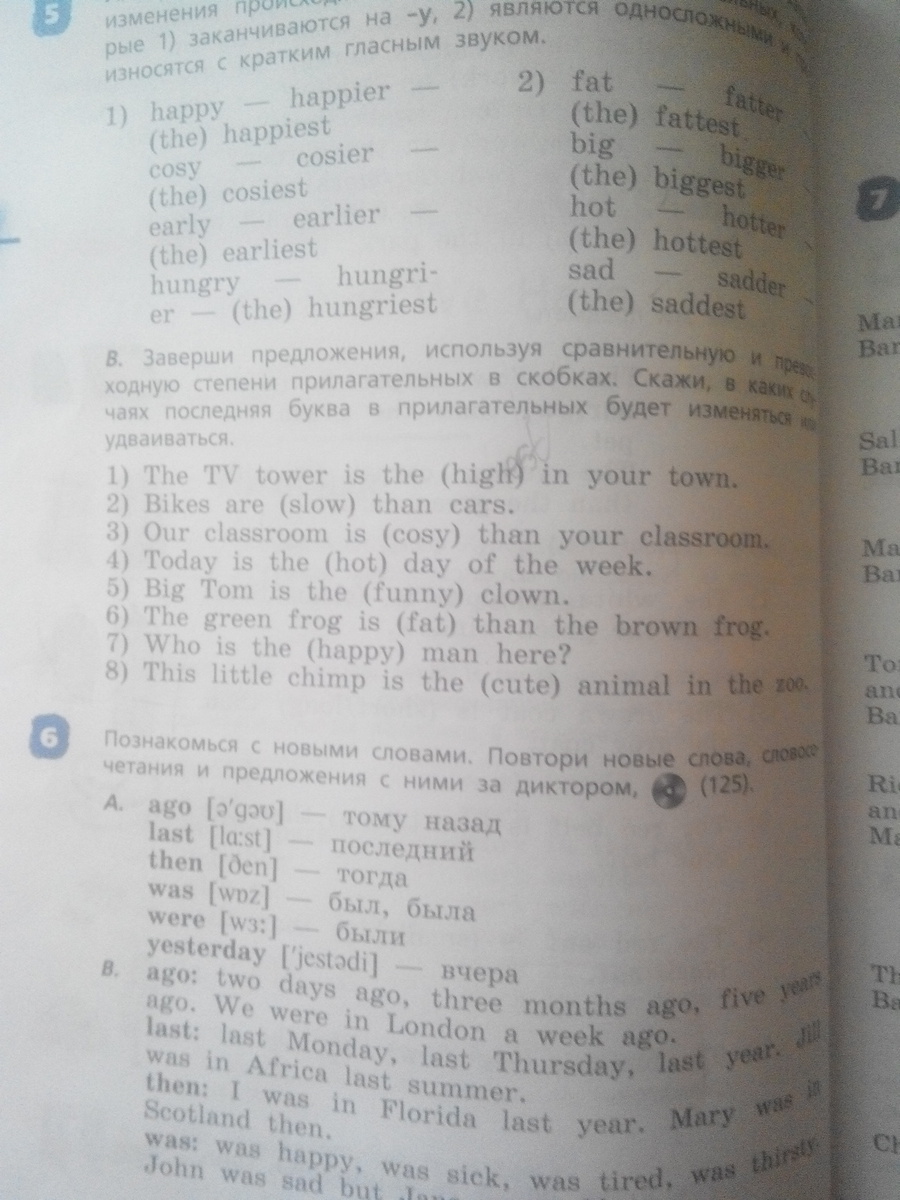 5
изменения
рые 1) заканчиваются на –у, 2) являются односложными и
износятся с кратким гласным звуком.
1) happy — happier —
(the) happiest
cosy — cosier —
(the) cosiest
early — earlier —
(the) earliest
hungry — hungri-
er — (the) hungriest
2) fat — fatter
(the) fattest
big — bigger
(the) biggest
hot — hotter
(the) hottest
sad — sadder
(the) saddest
B. Заверши предложения, используя сравнительную и
ходную степени прилагательных в скобках. Скажи, в каких
чаях последняя буква в прилагательных будет изменяться или
удваиваться.
1) The TV tower is the (high) in your town.
2) Bikes are (slow) than cars.
3) Our classroom is (cosy) than your classroom.
4) Today is the (hot) day of the week.
5) Big Tom is the (funny) clown.
6) The green frog is (fat) than the brown frog.
7) Who is the (happy) man here?
8) This little chimp is the (cute) animal in the zoo.
6
Познакомься с новыми словами. Повтори новые слова, словосо-
четания и предложения с ними за диктором, (125).
A. ago [ə'gəʊ] — тому назад
last [lɑ:st] — последний
then [ðen] — тогда
was [wɒz] — был, была
were [wɜ:] — были
yesterday ['jestədi] — вчера
B. ago: two days ago, three months ago, five years
ago. We were in London a week ago.
last: last Monday, last Thursday, last year. Jill
was in Africa last summer.
then: I was in Florida last year. Mary was in
Scotland then.
was: was happy, was sick, was tired, was thirsty.
John was sad but
7
Sal
Ma